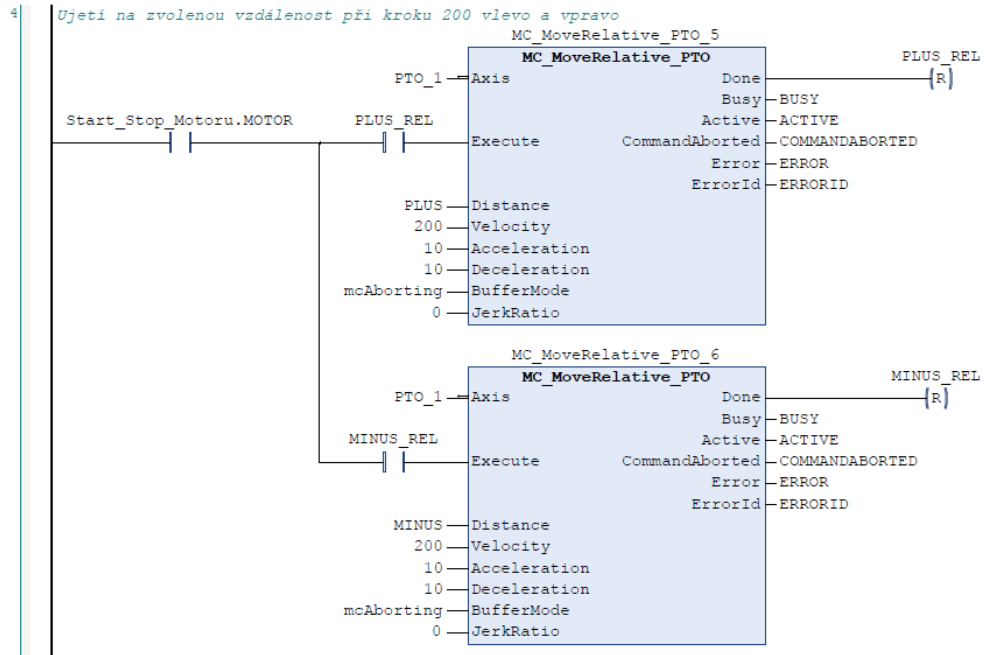 4
Ujetí na zvolenou vzdálenost při kroku 200 vlevo a vpravo
MC_MoveRelative_PTO_5
MC_MoveRelative_PTO PLUS_REL
PTO_1 Axis Done R
Busy BUSY
Start_Stop_Motoru.MOTOR PLUS_REL Active ACTIVE
Execute CommandAborted COMMANDABORTED
Error ERROR
ErrorId ERRORID
PLUS Distance
200 Velocity
10 Acceleration
10 Deceleration
mcAborting BufferMode
0 JerkRatio
MC_MoveRelative_PTO_6
MC_MoveRelative_PTO MINUS_REL
PTO_1 Axis Done R
Busy BUSY
MINUS_REL Active ACTIVE
Execute CommandAborted COMMANDABORTED
Error ERROR
ErrorId ERRORID
MINUS Distance
200 Velocity
10 Acceleration
10 Deceleration
mcAborting BufferMode
0 JerkRatio